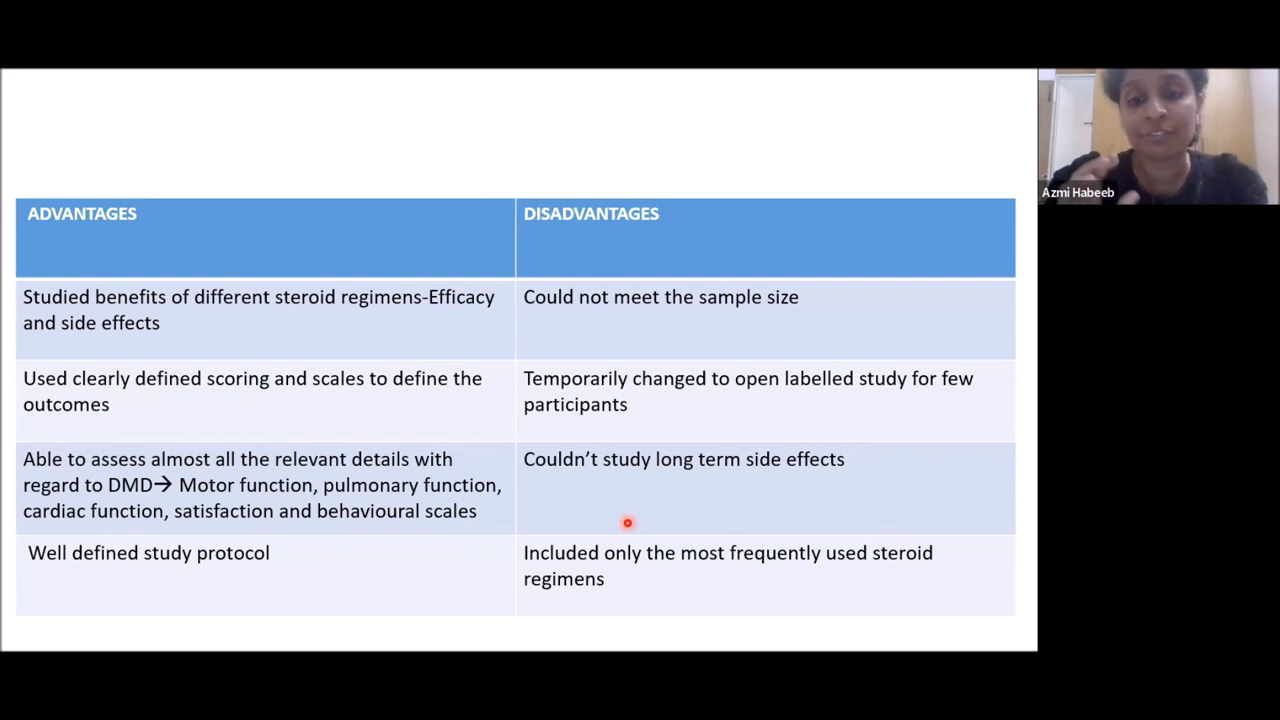 ADVANTAGES
DISADVANTAGES
Studied benefits of different steroid regimens-Efficacy
and side effects
Could not meet the sample size
Used clearly defined scoring and scales to define the
outcomes
Temporarily changed to open labelled study for few
participants
Able to assess almost all the relevant details with
regard to DMD→ Motor function, pulmonary function,
cardiac function, satisfaction and behavioural scales
Couldn’t study long term side effects
Well defined study protocol
Included only the most frequently used steroid
regimens
Azmi Habeeb